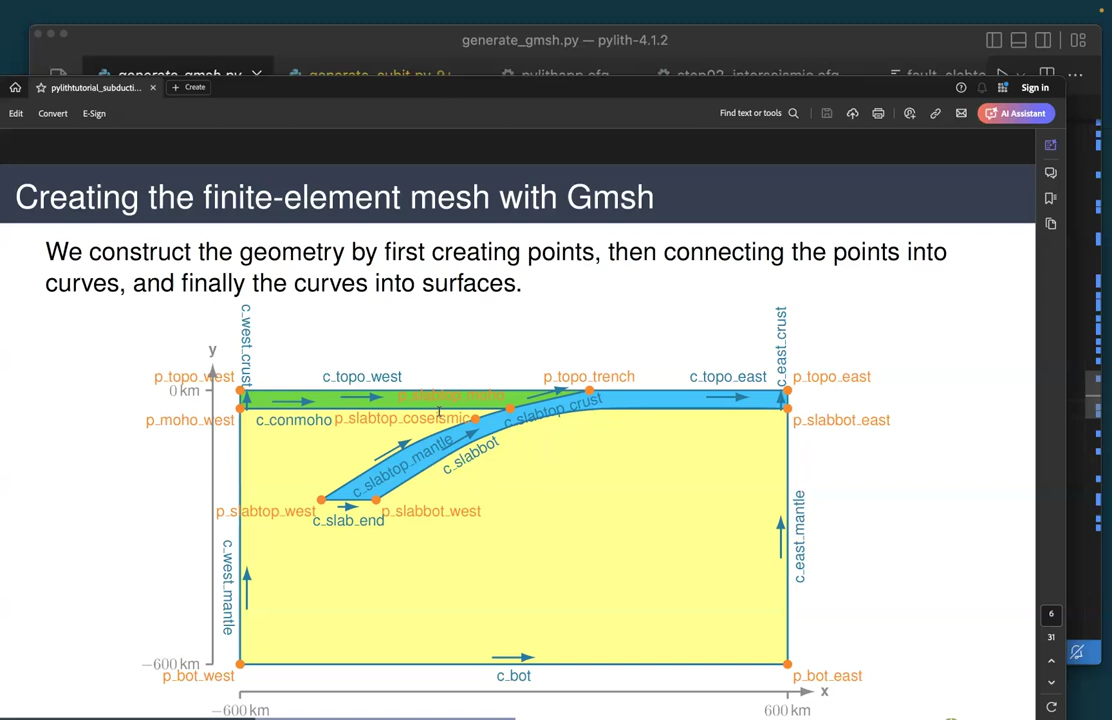 generate_gmsh.py — pylith-4.1.2
generate_gmsh.py
pylithapp.cfg
step02_interseismic.cfg
pylithtutorial_subducti...
Create
Sign in
Edit
Convert
E-Sign
Find text or tools
AI Assistant
Creating the finite-element mesh with Gmsh
We construct the geometry by first creating points, then connecting the points into
curves, and finally the curves into surfaces.
c_west_crust
c_east_crust
y
p_topo_west
c_topo_west
p_topo_trench
c_topo_east
p_topo_east
0 km
p_slabtop_moho
p_moho_west
c_conmoho
p_slabtop_coseismic
c_slabtop_crust
p_slabbot_east
c_slabtop_mantle
c_slabbot
p_slabtop_west
c_slab_end
p_slabbot_west
c_west_mantle
c_east_mantle
−600 km
p_bot_west
c_bot
p_bot_east
x
−600 km
600 km
6
31